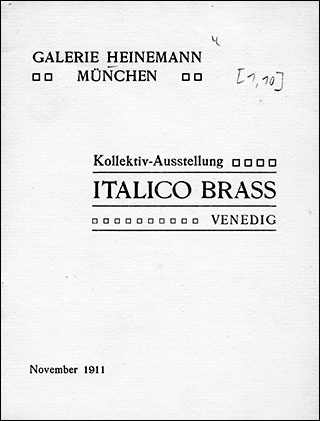 GALERIE HEINEMANN
MÜNCHEN
[1,10]
Kollektiv-Ausstellung
ITALICO BRASS
VENEDIG
November 1911